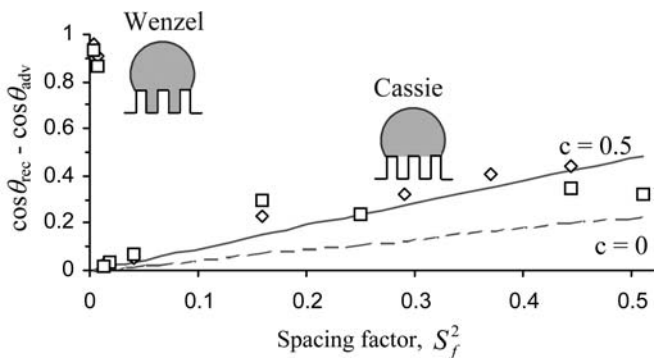 Wenzel
Cassie
c = 0.5
c = 0
cosθrec - cosθadv
1
0.8
0.6
0.4
0.2
0
0 0.1 0.2 0.3 0.4 0.5
Spacing factor, S_f^2